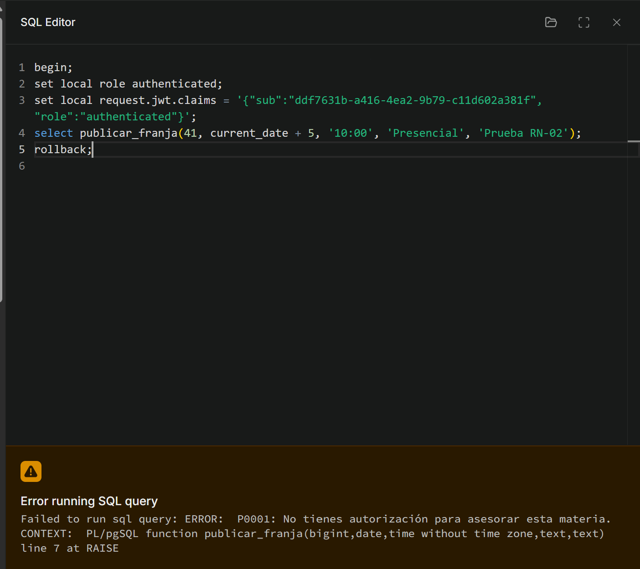 SQL Editor
1 begin;
2 set local role authenticated;
3 set local request.jwt.claims = '{"sub":"ddf7631b-a416-4ea2-9b79-c11d602a381f",
"role":"authenticated"}';
4 select publicar_franja(41, current_date + 5, '10:00', 'Presencial', 'Prueba RN-02');
5 rollback;
6
Error running SQL query
Failed to run sql query: ERROR:  P0001: No tienes autorización para asesorar esta materia.
CONTEXT:  PL/pgSQL function publicar_franja(bigint,date,time without time zone,text,text)
line 7 at RAISE